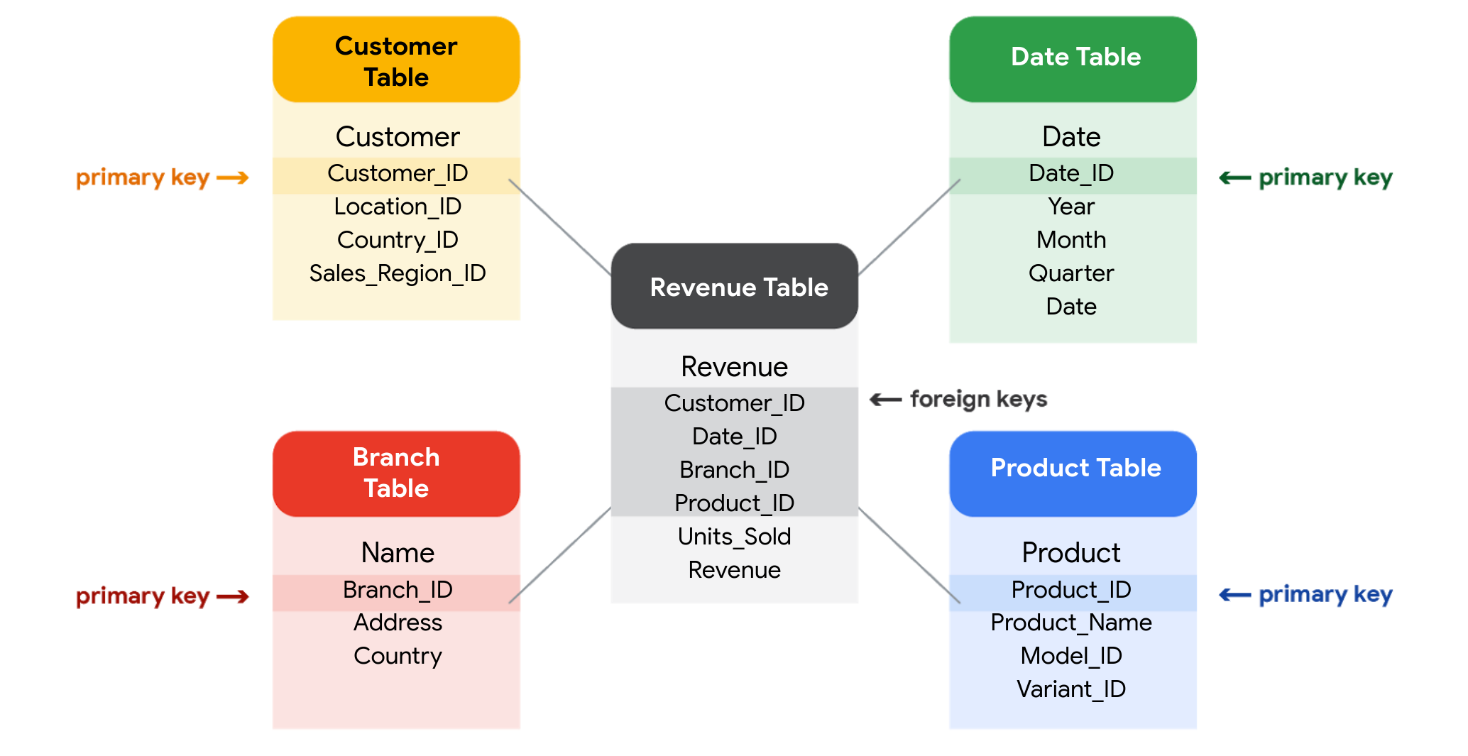 Customer
Table
Customer
Customer_ID
Location_ID
Country_ID
Sales_Region_ID
primary key
Date Table
Date
Date_ID
Year
Month
Quarter
Date
primary key
Revenue Table
Revenue
Customer_ID
Date_ID
Branch_ID
Product_ID
Units_Sold
Revenue
foreign keys
Branch
Table
Name
Branch_ID
Address
Country
primary key
Product Table
Product
Product_ID
Product_Name
Model_ID
Variant_ID
primary key